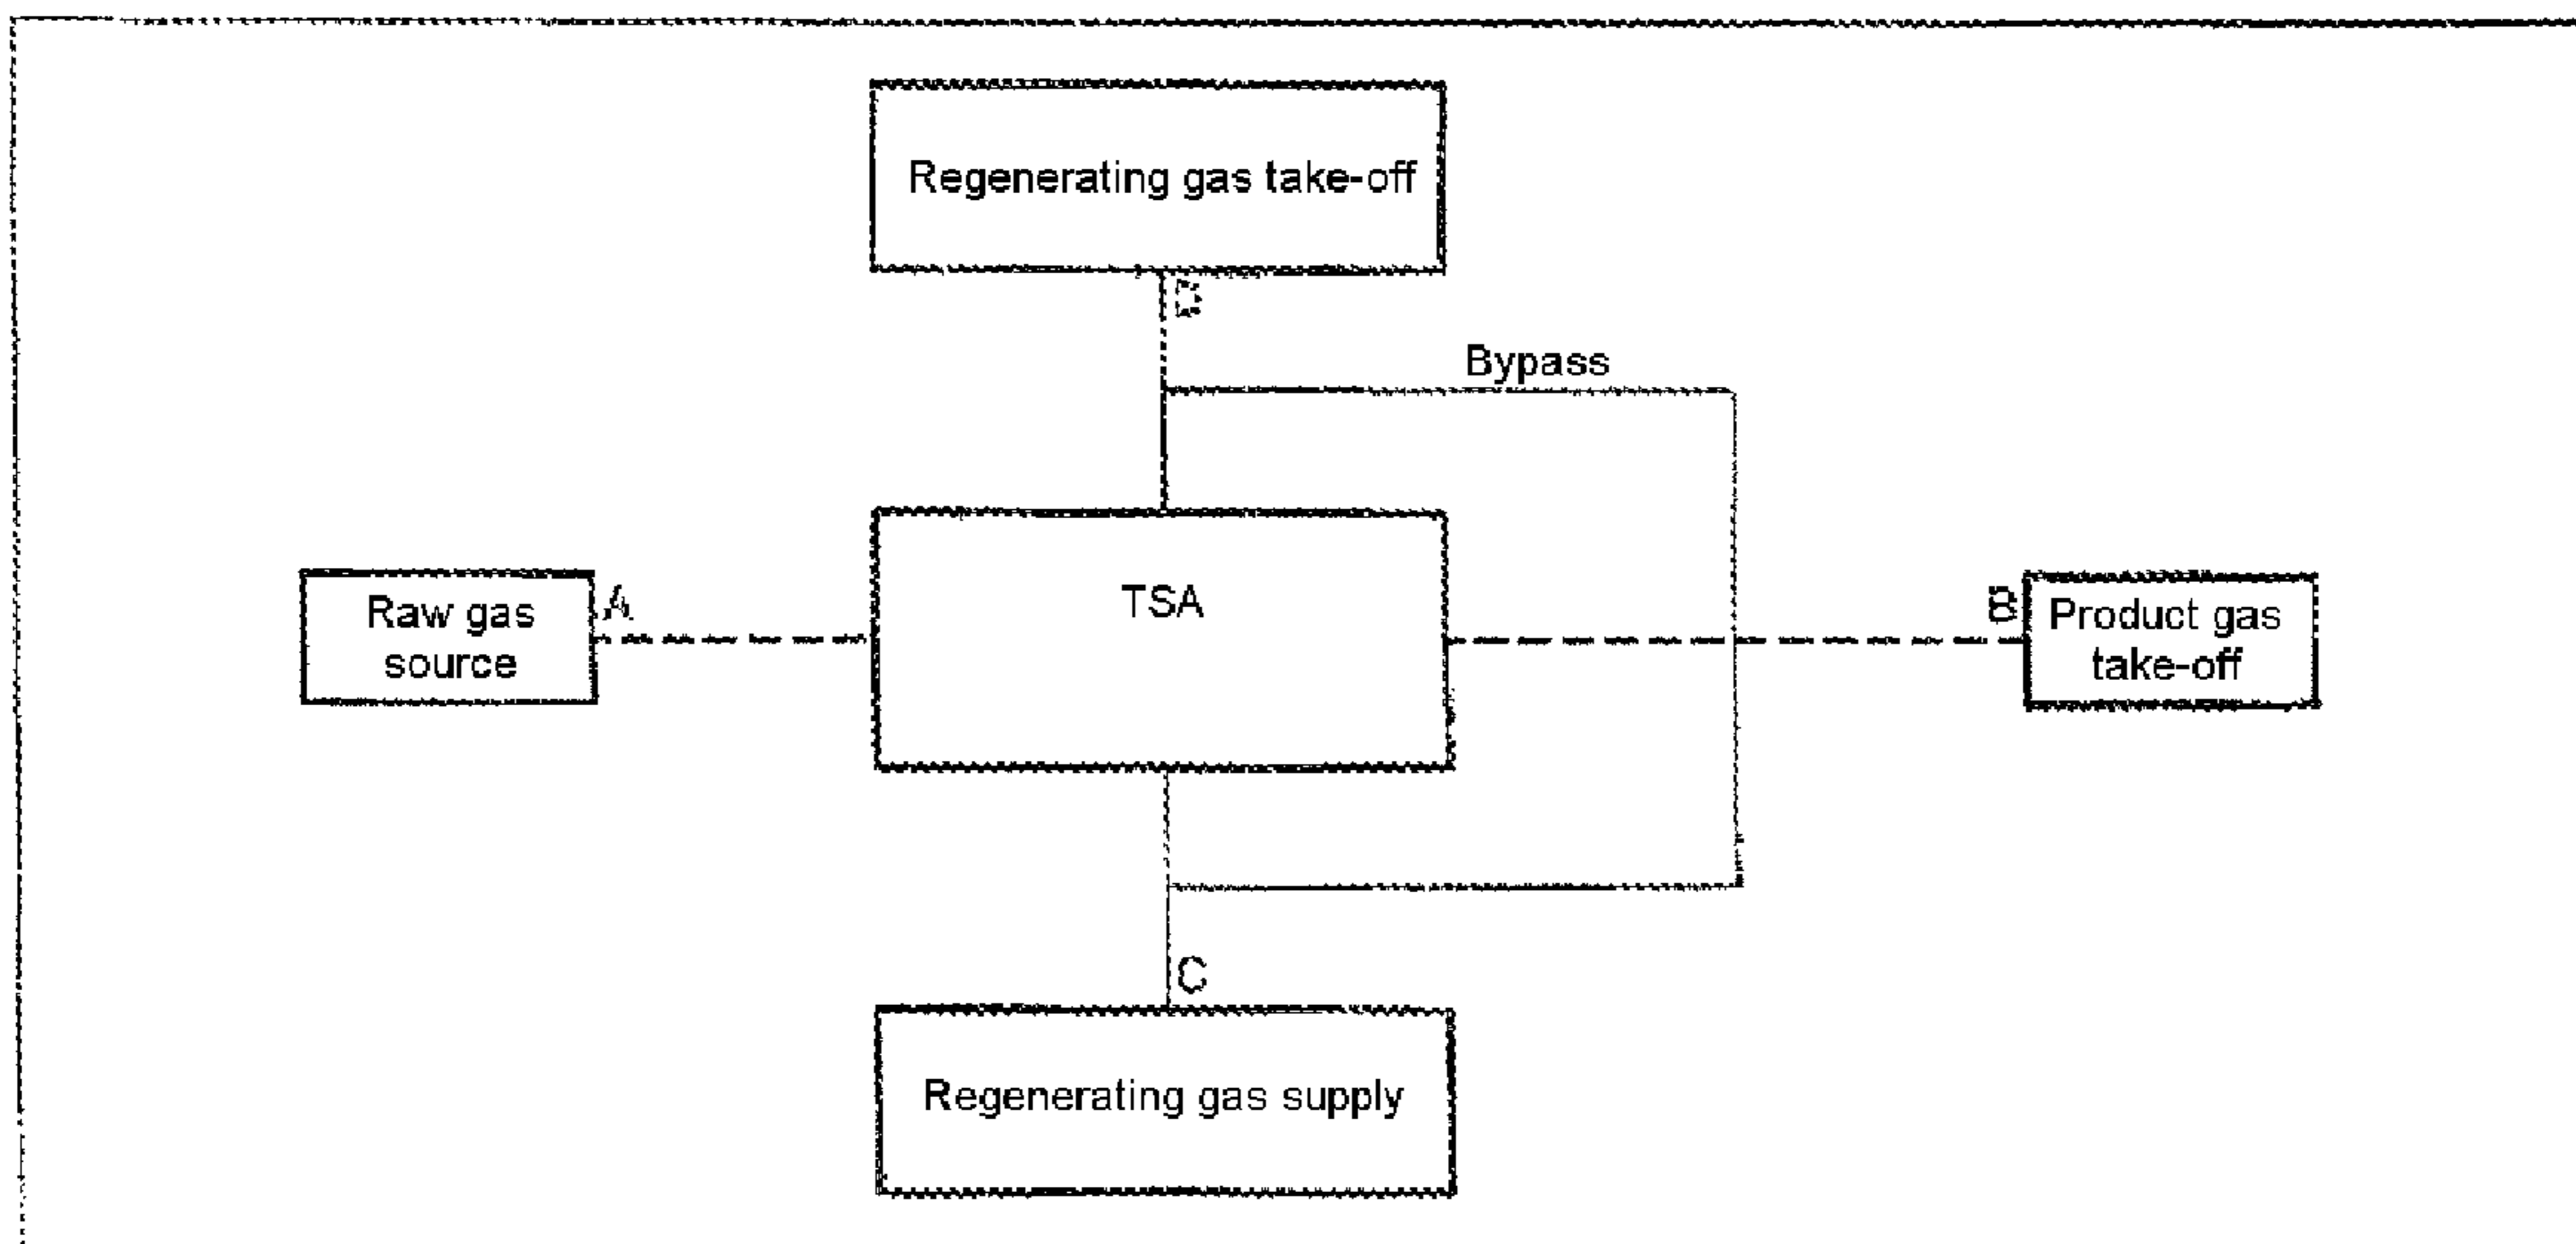 Regenerating gas take-off
D
Bypass
TSA
Raw gas
source
A
B
Product gas
take-off
C
Regenerating gas supply